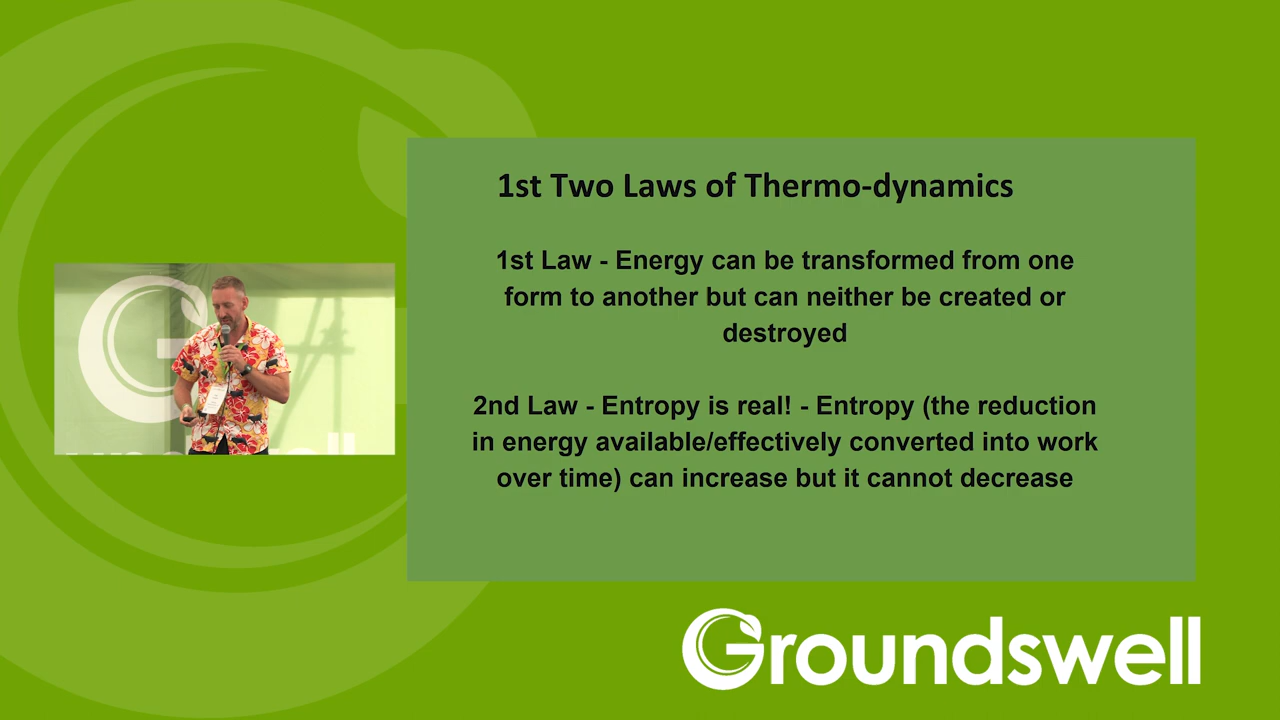 1st Two Laws of Thermo-dynamics
1st Law - Energy can be transformed from one
form to another but can neither be created or
destroyed
2nd Law - Entropy is real! - Entropy (the reduction
in energy available/effectively converted into work
over time) can increase but it cannot decrease
Groundswell